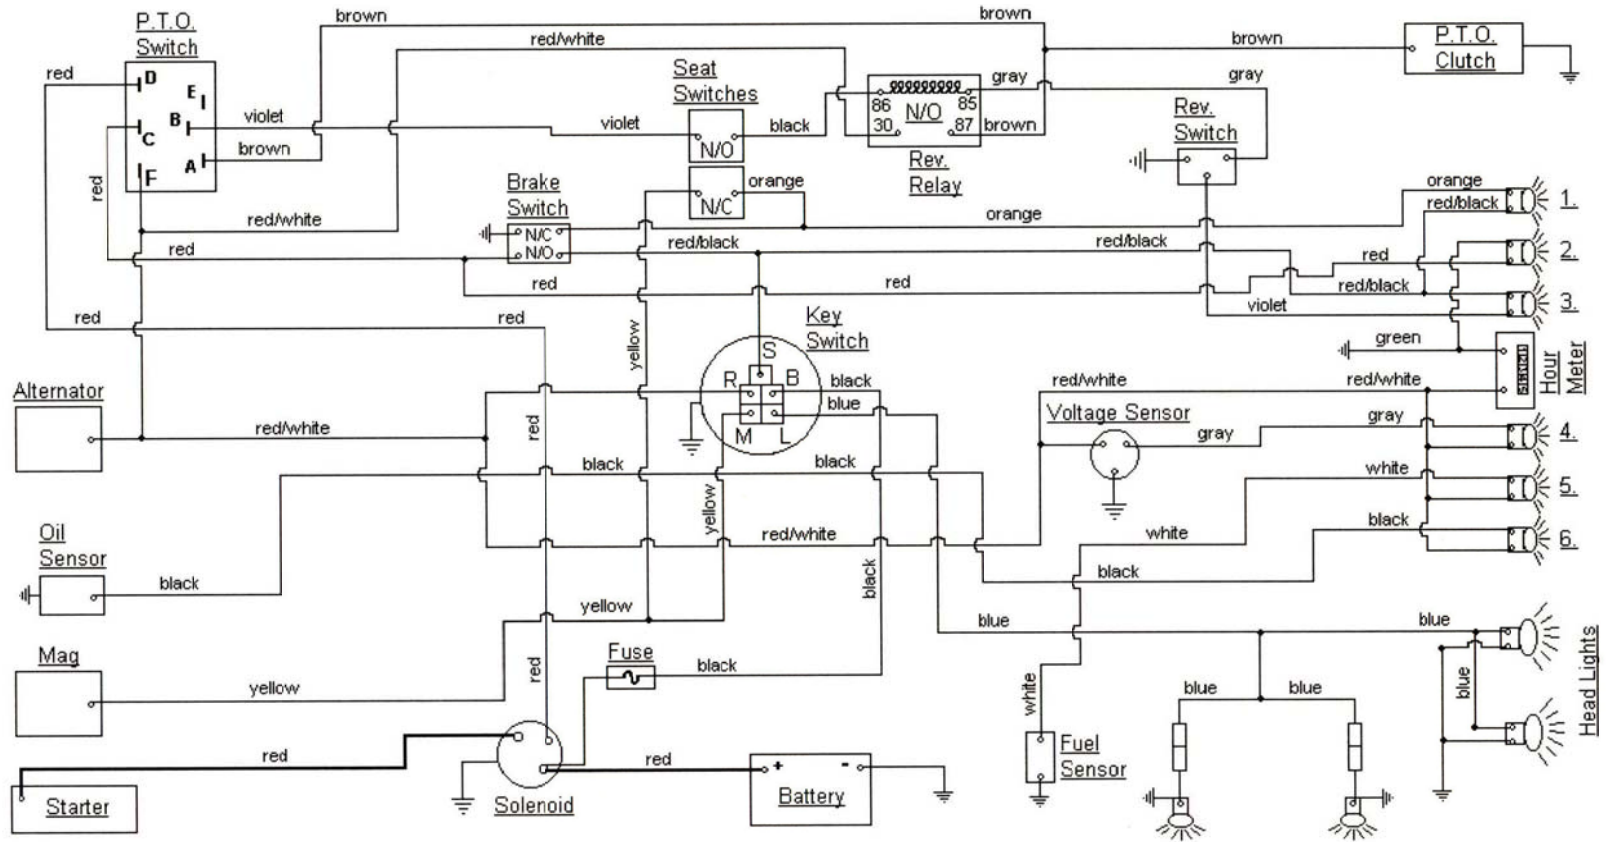 brown
brown
P.T.O.
Switch
red/white
brown
P.T.O.
Clutch
red
D
E
C
B
A
F
violet
brown
red
violet
Seat
Switches
N/O
black
N/C
orange
gray
gray
86
85
N/O
30
87
brown
Rev.
Relay
Rev.
Switch
Brake
Switch
N/C
N/O
red/white
red
red/black
orange
red/black
red
red
orange
red/black
1.
red
2.
red/black
violet
3.
red
red
yellow
Key
Switch
S
R
B
M
L
black
blue
green
Hour
Meter
Alternator
red/white
red
red/white
red/white
Voltage Sensor
gray
gray
4.
white
5.
black
6.
black
black
yellow
red/white
white
black
black
Oil
Sensor
black
yellow
Mag
yellow
red
Fuse
black
blue
blue
blue
Head Lights
blue
blue
white
Fuel
Sensor
red
Starter
Solenoid
red
+
-
Battery